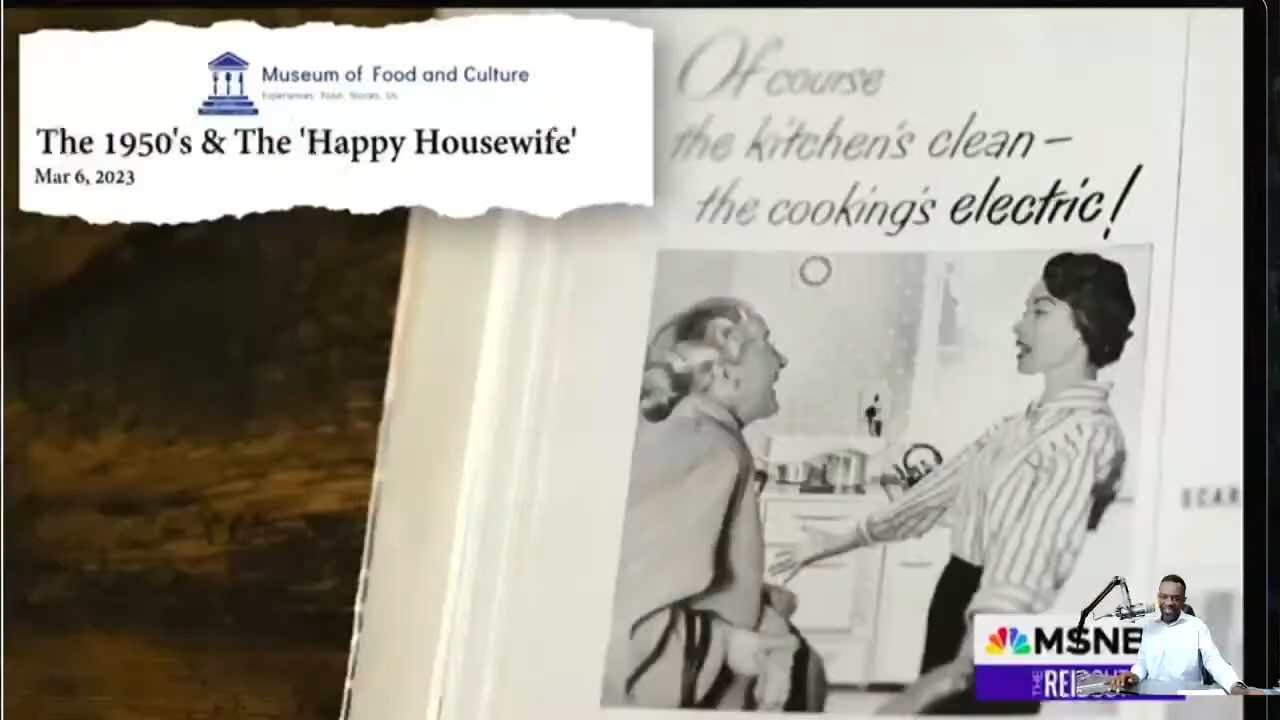 Museum of Food and Culture
The 1950's & The 'Happy Housewife'
Mar 6, 2023
Of course
the kitchen's clean –
the cooking's electric!
MSNB
THE